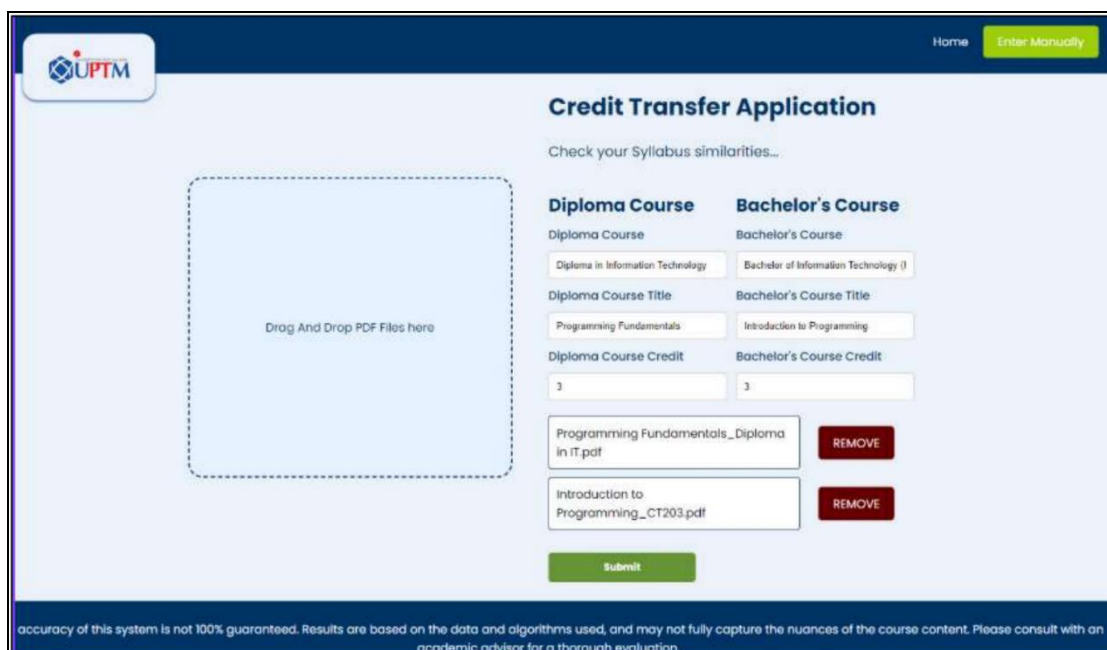 Home Enter Manually
UPTM
Credit Transfer Application
Check your Syllabus similarities...
Diploma Course Bachelor's Course
Diploma Course Bachelor's Course
Diploma in Information Technology Bachelor of Information Technology (
Diploma Course Title Bachelor's Course Title
Programming Fundamentals Introduction to Programming
Diploma Course Credit Bachelor's Course Credit
3 3
Drag And Drop PDF Files here
Programming Fundamentals_Diploma
in IT.pdf
REMOVE
Introduction to
Programming_CT203.pdf
REMOVE
Submit
accuracy of this system is not 100% guaranteed. Results are based on the data and algorithms used, and may not fully capture the nuances of the course content. Please consult with an
academic advisor for a thorough evaluation.